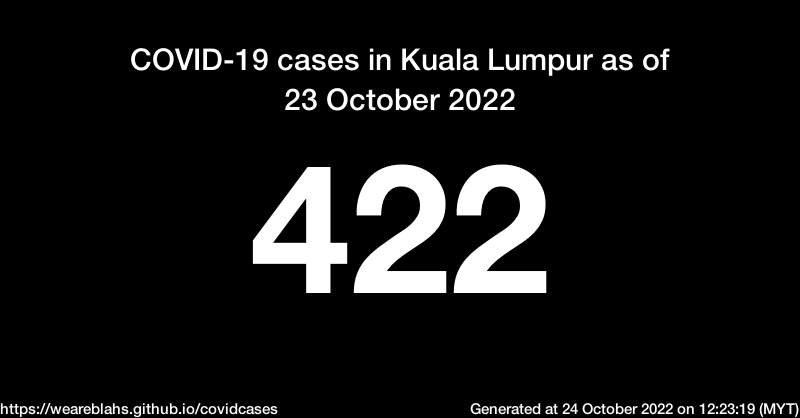 COVID-19 cases in Kuala Lumpur as of
23 October 2022
422
https://weareblahs.github.io/covidcases
Generated at 24 October 2022 on 12:23:19 (MYT)